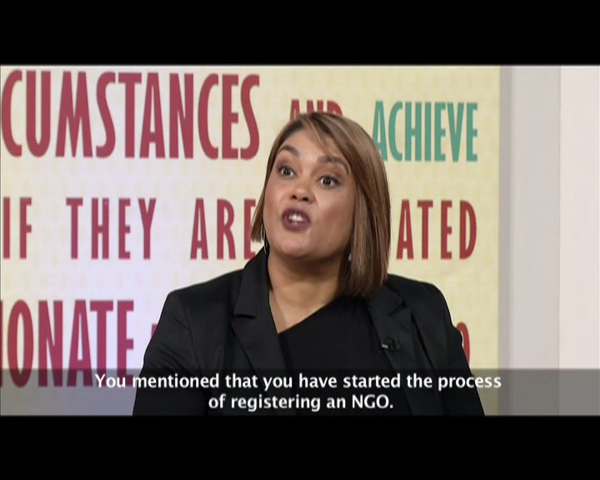 CUMSTANCES AND ACHIEVE
IF THEY ARE ATED
IONATE
You mentioned that you have started the process
of registering an NGO.